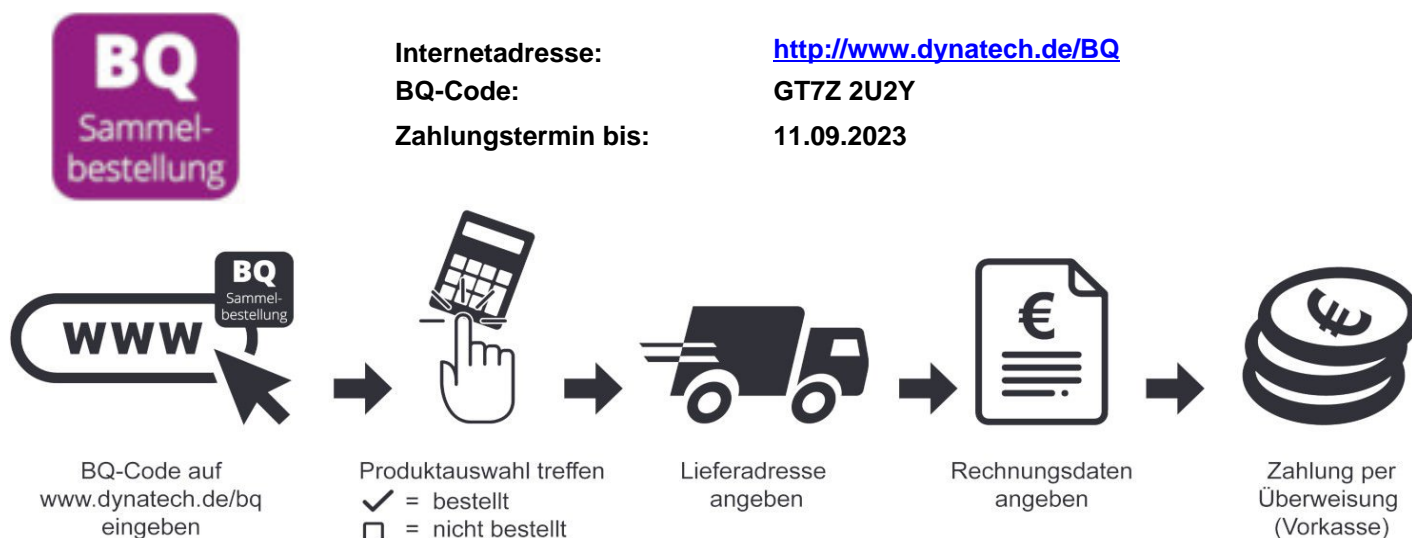 BQ
Sammel-
bestellung
Internetadresse: http://www.dynatech.de/BQ
BQ-Code: GT7Z 2U2Y
Zahlungstermin bis: 11.09.2023
WWW
BQ
Sammel-
bestellung
€
€
BQ-Code auf
www.dynatech.de/bq
eingeben
Produktauswahl treffen
✓ = bestellt
☐ = nicht bestellt
Lieferadresse
angeben
Rechnungsdaten
angeben
Zahlung per
Überweisung
(Vorkasse)